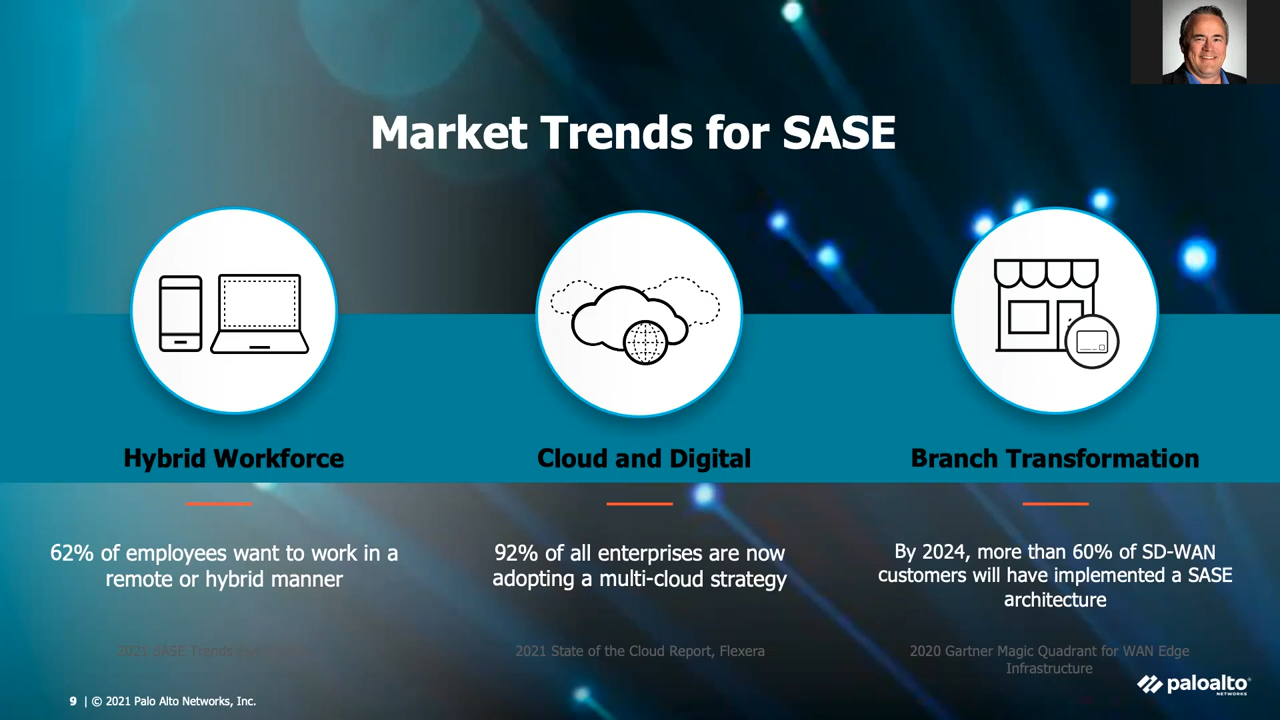 Market Trends for SASE
Hybrid Workforce
62% of employees want to work in a
remote or hybrid manner
2021 SASE Trends
Cloud and Digital
92% of all enterprises are now
adopting a multi-cloud strategy
2021 State of the Cloud Report, Flexera
Branch Transformation
By 2024, more than 60% of SD-WAN
customers will have implemented a SASE
architecture
2020 Gartner Magic Quadrant for WAN Edge
Infrastructure
9 | © 2021 Palo Alto Networks, Inc.
paloalto®
NETWORKS